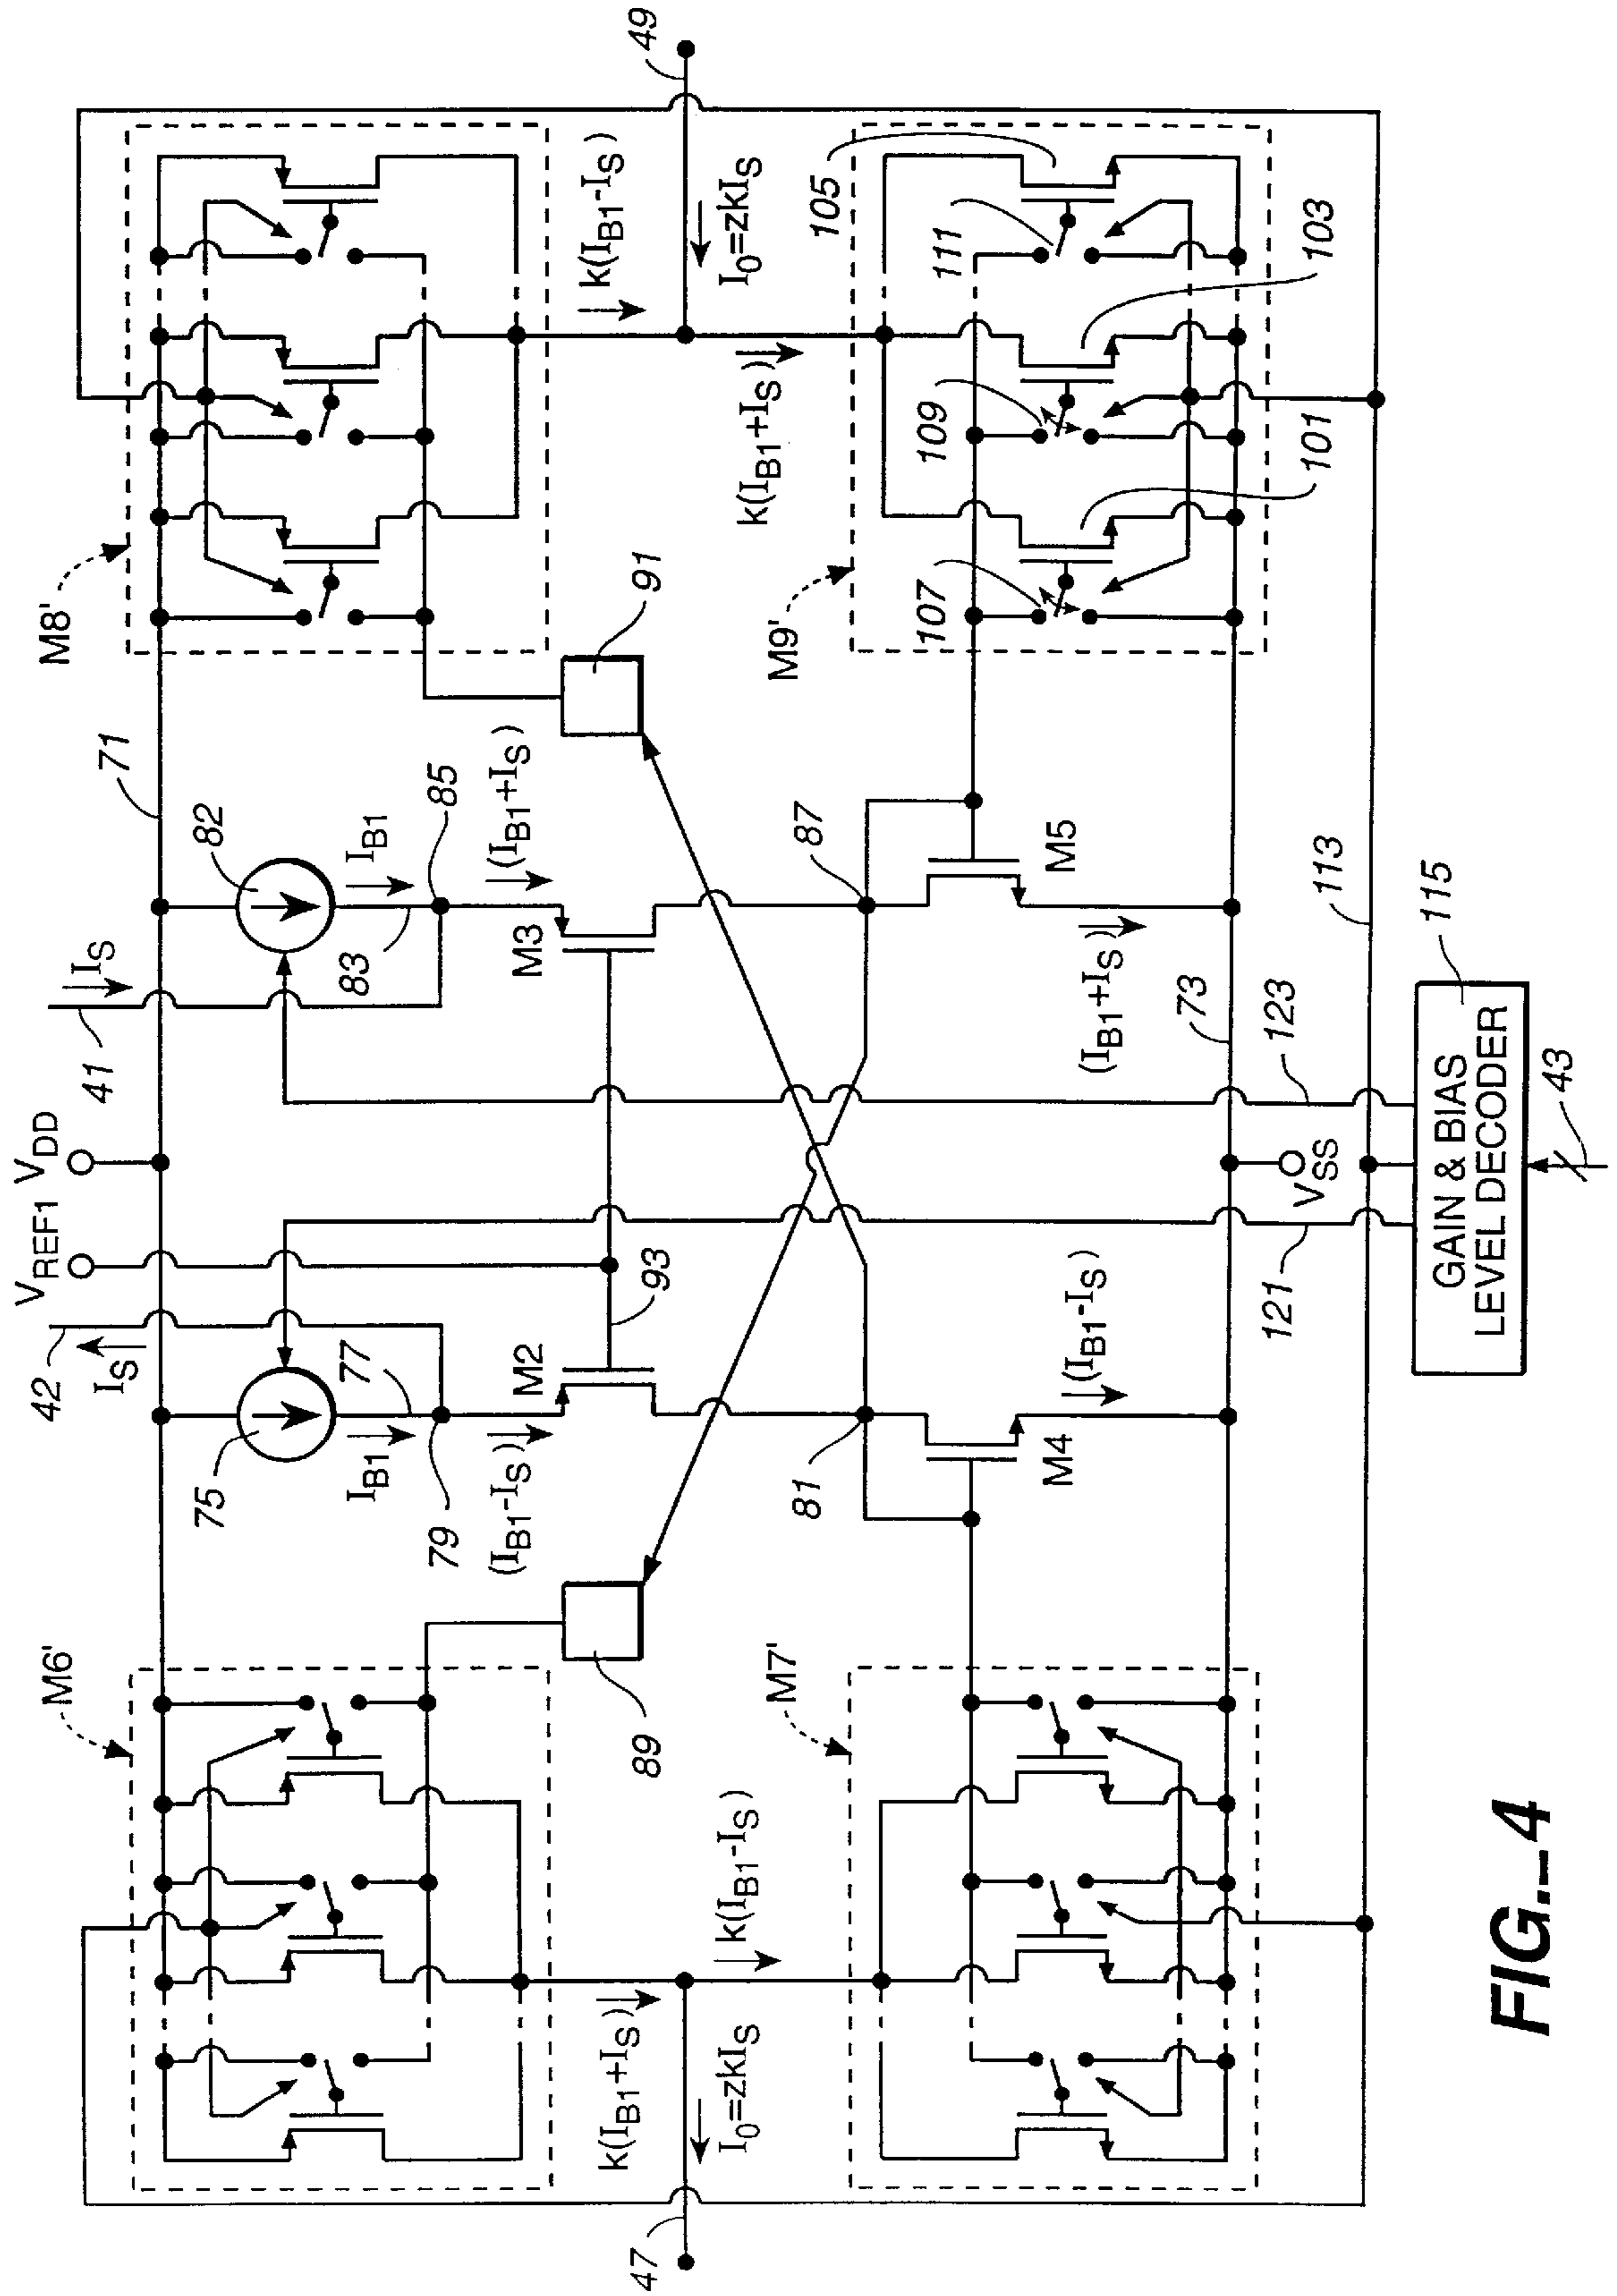 42
I_S
V_REF1
V_DD
41
I_S
71
M6'
75
77
I_B1
79
(I_B1-I_S)
M2
93
82
I_B1
83
85
(I_B1+I_S)
M3
M8'
89
91
k(I_B1+I_S)
k(I_B1-I_S)
47
I_0=zkI_S
k(I_B1-I_S)
49
I_0=zkI_S
k(I_B1+I_S)
81
87
M7'
M4
(I_B1-I_S)
M5
(I_B1+I_S)
M9'
107
109
111
105
101
103
73
V_SS
121
123
113
GAIN & BIAS
LEVEL DECODER
115
43
FIG.–4